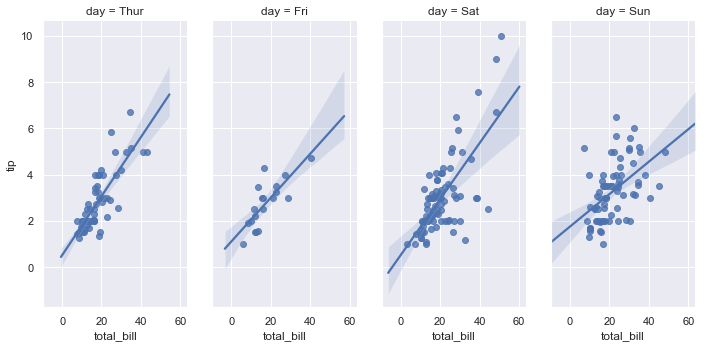 day = Thur
day = Fri
day = Sat
day = Sun
10
8
6
4
2
0
tip
0 20 40 60
0 20 40 60
0 20 40 60
0 20 40 60
total_bill
total_bill
total_bill
total_bill